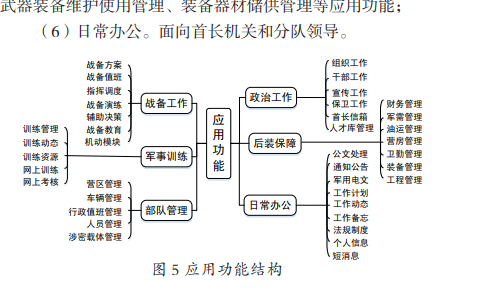 武器装备维护使用管理、装备器材储供管理等应用功能；
（6）日常办公。面向首长机关和分队领导。
战备方案
战备值班
指挥调度
战备演练
辅助决策
战备教育
机动模块
战备工作
训练管理
训练动态
训练资源
网上训练
网上考核
军事训练
营区管理
车辆管理
行政值班管理
人员管理
涉密载体管理
部队管理
应用功能
政治工作
组织工作
干部工作
宣传工作
保卫工作
首长信箱
人才库管理
后装保障
财务管理
军需管理
油运管理
营房管理
卫勤管理
装备管理
工程管理
日常办公
公文处理
通知公告
军用电文
工作计划
工作动态
工作备忘
法规制度
个人信息
短消息
图 5 应用功能结构